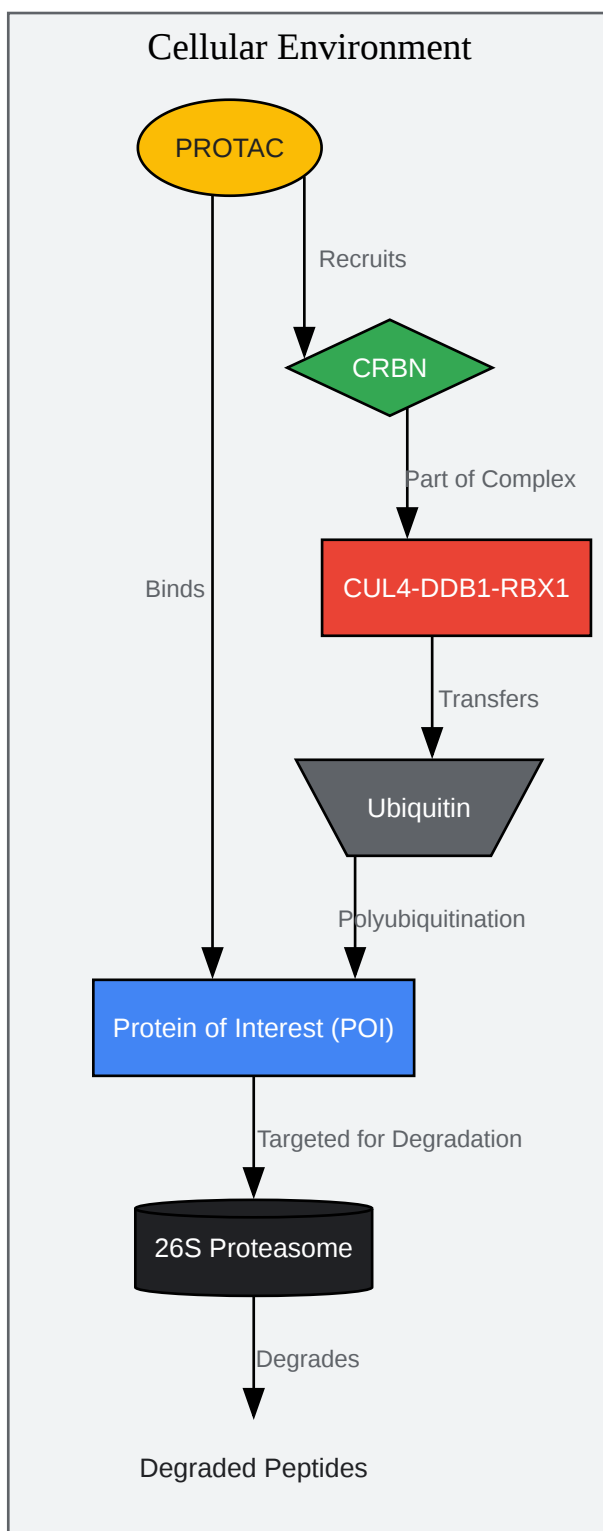 Cellular Environment
PROTAC
Recruits
CRBN
Part of Complex
Binds
CUL4-DDB1-RBX1
Transfers
Ubiquitin
Polyubiquitination
Protein of Interest (POI)
Targeted for Degradation
26S Proteasome
Degrades
Degraded Peptides